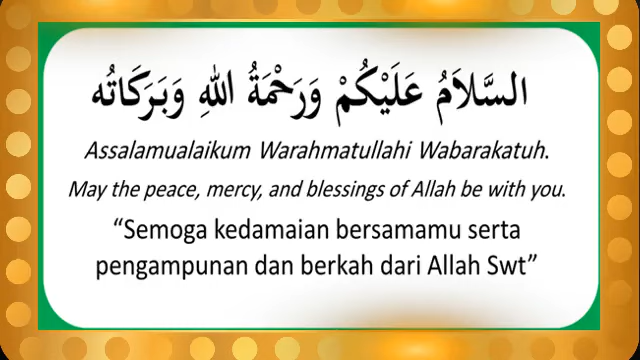 السَّلاَمُ عَلَيْكُمْ وَرَحْمَةُ اللهِ وَبَرَكَاتُه
Assalamualaikum Warahmatullahi Wabarakatuh.
May the peace, mercy, and blessings of Allah be with you.
“Semoga kedamaian bersamamu serta
pengampunan dan berkah dari Allah Swt”